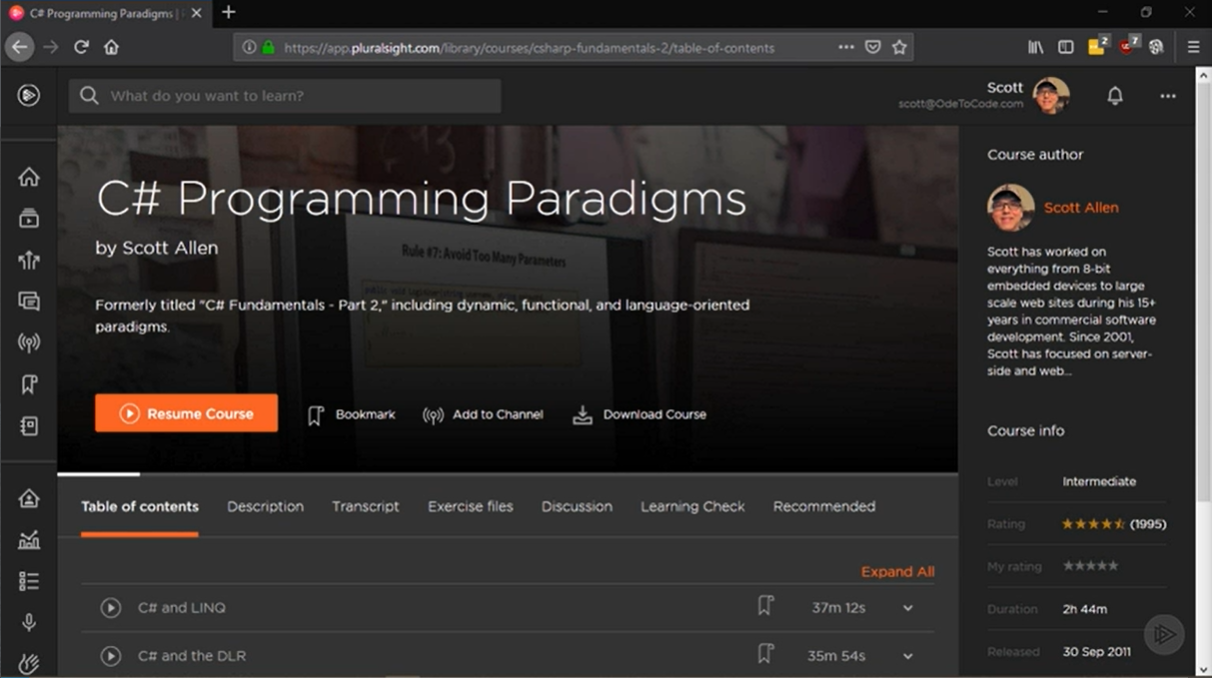 C# Programming Paradigms |
https://app.pluralsight.com/library/courses/csharp-fundamentals-2/table-of-contents
2
7
What do you want to learn?
Scott
scott@OdeToCode.com
C# Programming Paradigms
by Scott Allen
Rule #7: Avoid Too Many Parameters
Formerly titled "C# Fundamentals - Part 2," including dynamic, functional, and language-oriented
paradigms.
Resume Course
Bookmark
Add to Channel
Download Course
Course author
Scott Allen
Scott has worked on
everything from 8-bit
embedded devices to large
scale web sites during his 15+
years in commercial software
development. Since 2001,
Scott has focused on server-
side and web...
Course info
Level Intermediate
Rating (1995)
My rating
Duration 2h 44m
Released 30 Sep 2011
Table of contents Description Transcript Exercise files Discussion Learning Check Recommended
Expand All
C# and LINQ 37m 12s
C# and the DLR 35m 54s